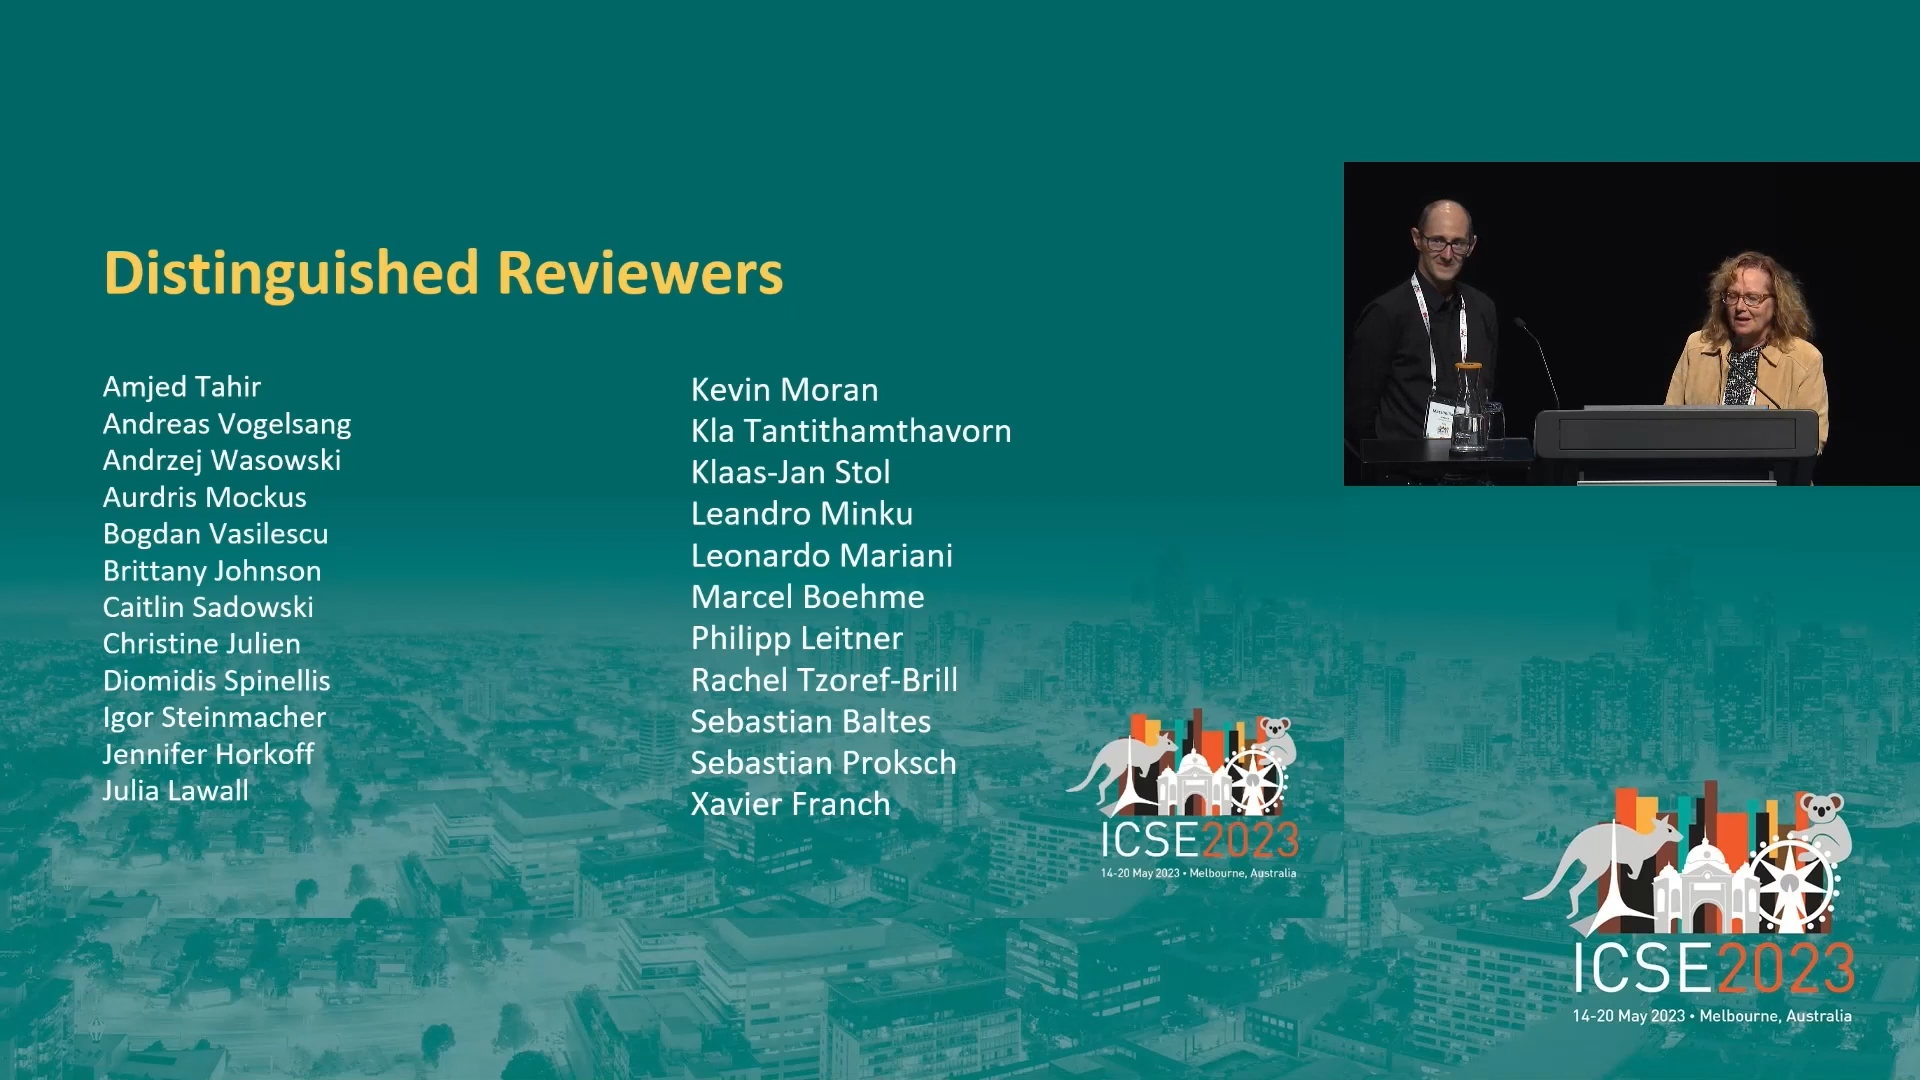 Distinguished Reviewers
Amjed Tahir
Andreas Vogelsang
Andrzej Wasowski
Aurdris Mockus
Bogdan Vasilescu
Brittany Johnson
Caitlin Sadowski
Christine Julien
Diomidis Spinellis
Igor Steinmacher
Jennifer Horkoff
Julia Lawall
Kevin Moran
Kla Tantithamthavorn
Klaas-Jan Stol
Leandro Minku
Leonardo Mariani
Marcel Boehme
Philipp Leitner
Rachel Tzoref-Brill
Sebastian Baltes
Sebastian Proksch
Xavier Franch
ICSE2023
14-20 May 2023 • Melbourne, Australia
ICSE2023
14-20 May 2023 • Melbourne, Australia